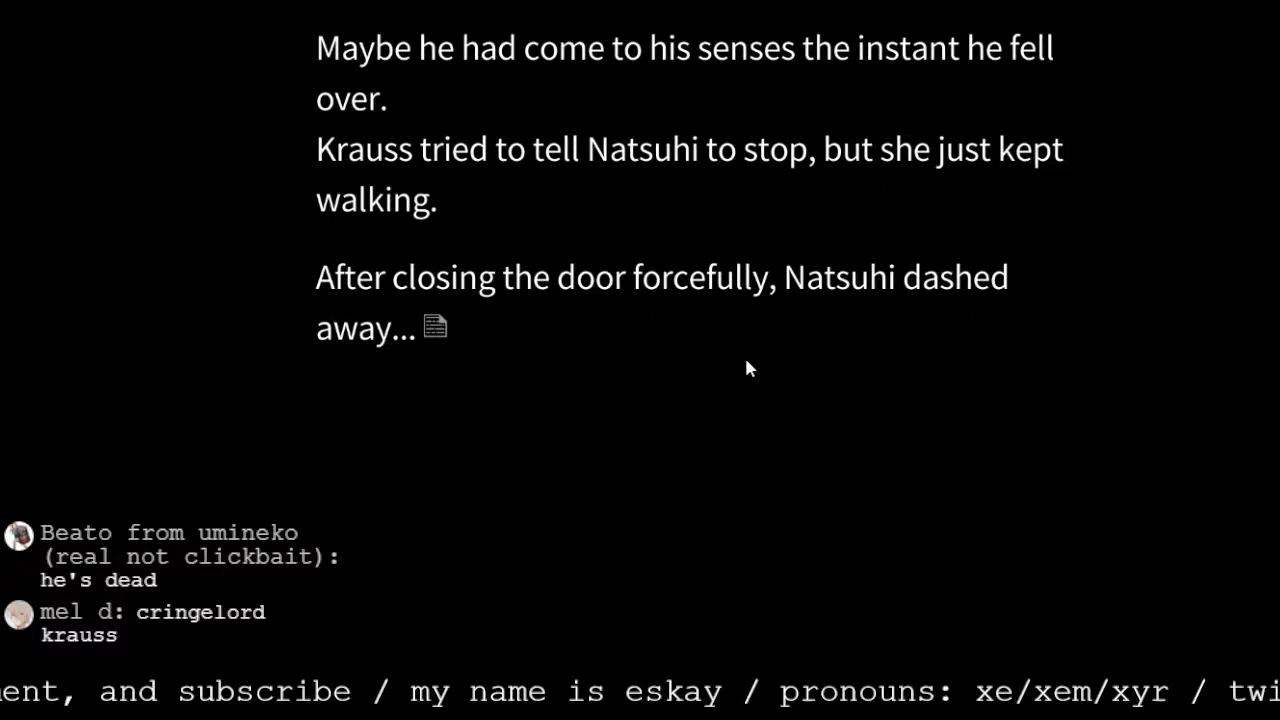 Maybe he had come to his senses the instant he fell
over.
Krauss tried to tell Natsuhi to stop, but she just kept
walking.
After closing the door forcefully, Natsuhi dashed
away...
Beato from umineko
(real not clickbait):
he's dead
mel d: cringelord
krauss
ent, and subscribe / my name is eskay / pronouns: xe/xem/xyr / twi